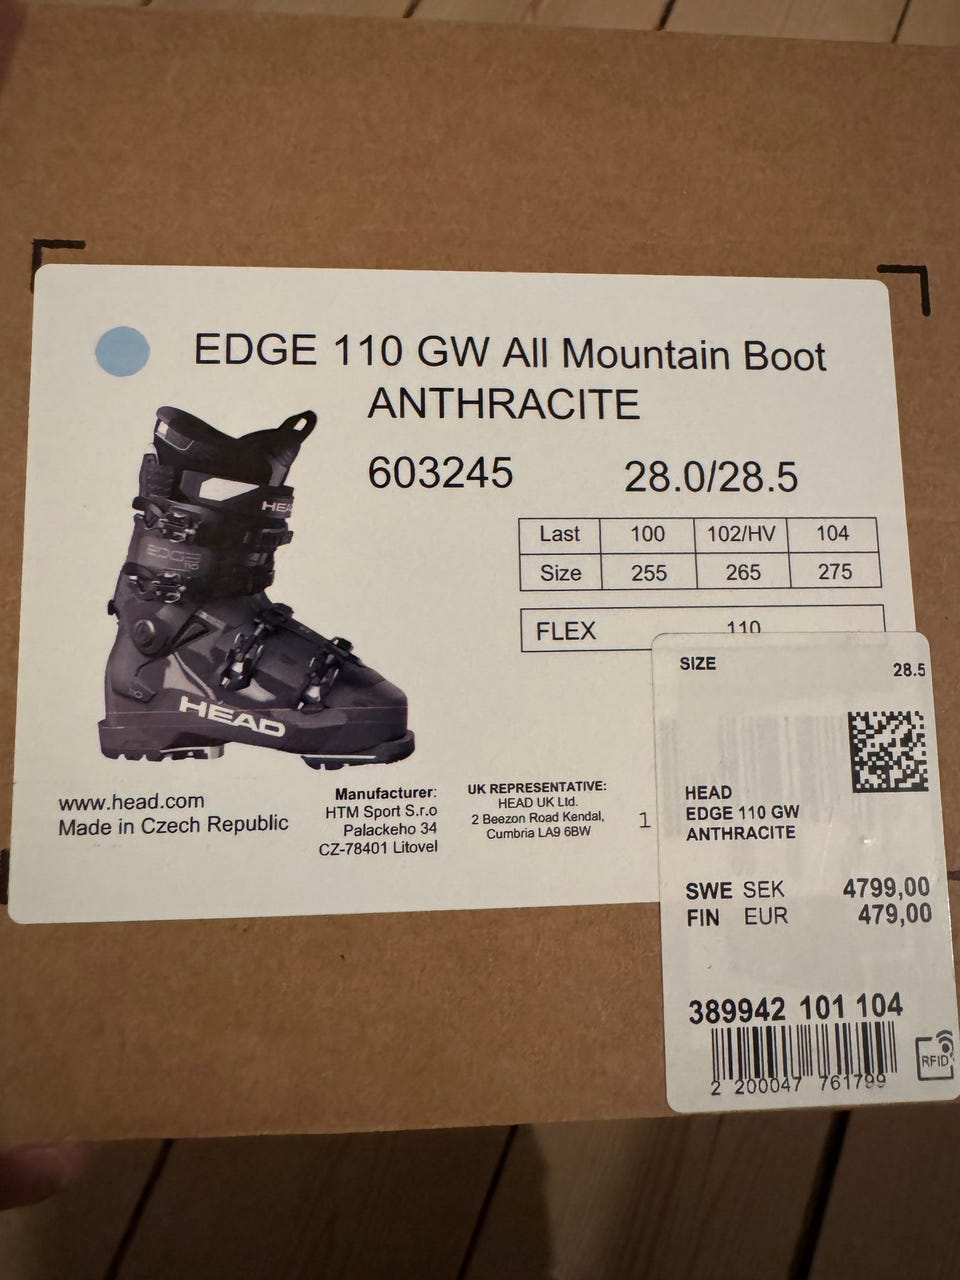 EDGE 110 GW All Mountain Boot
ANTHRACITE
603245 28.0/28.5
Last 100 102/HV 104
Size 255 265 275
FLEX 110
HEAD
EDGE
110
110
HEAD
www.head.com
Made in Czech Republic
Manufacturer:
HTM Sport S.r.o
Palackeho 34
CZ-78401 Litovel
UK REPRESENTATIVE:
HEAD UK Ltd.
2 Beezon Road Kendal,
Cumbria LA9 6BW
1
SIZE 28.5
HEAD
EDGE 110 GW
ANTHRACITE
SWE SEK 4799,00
FIN EUR 479,00
389942 101 104
2 200047 761799
RFID